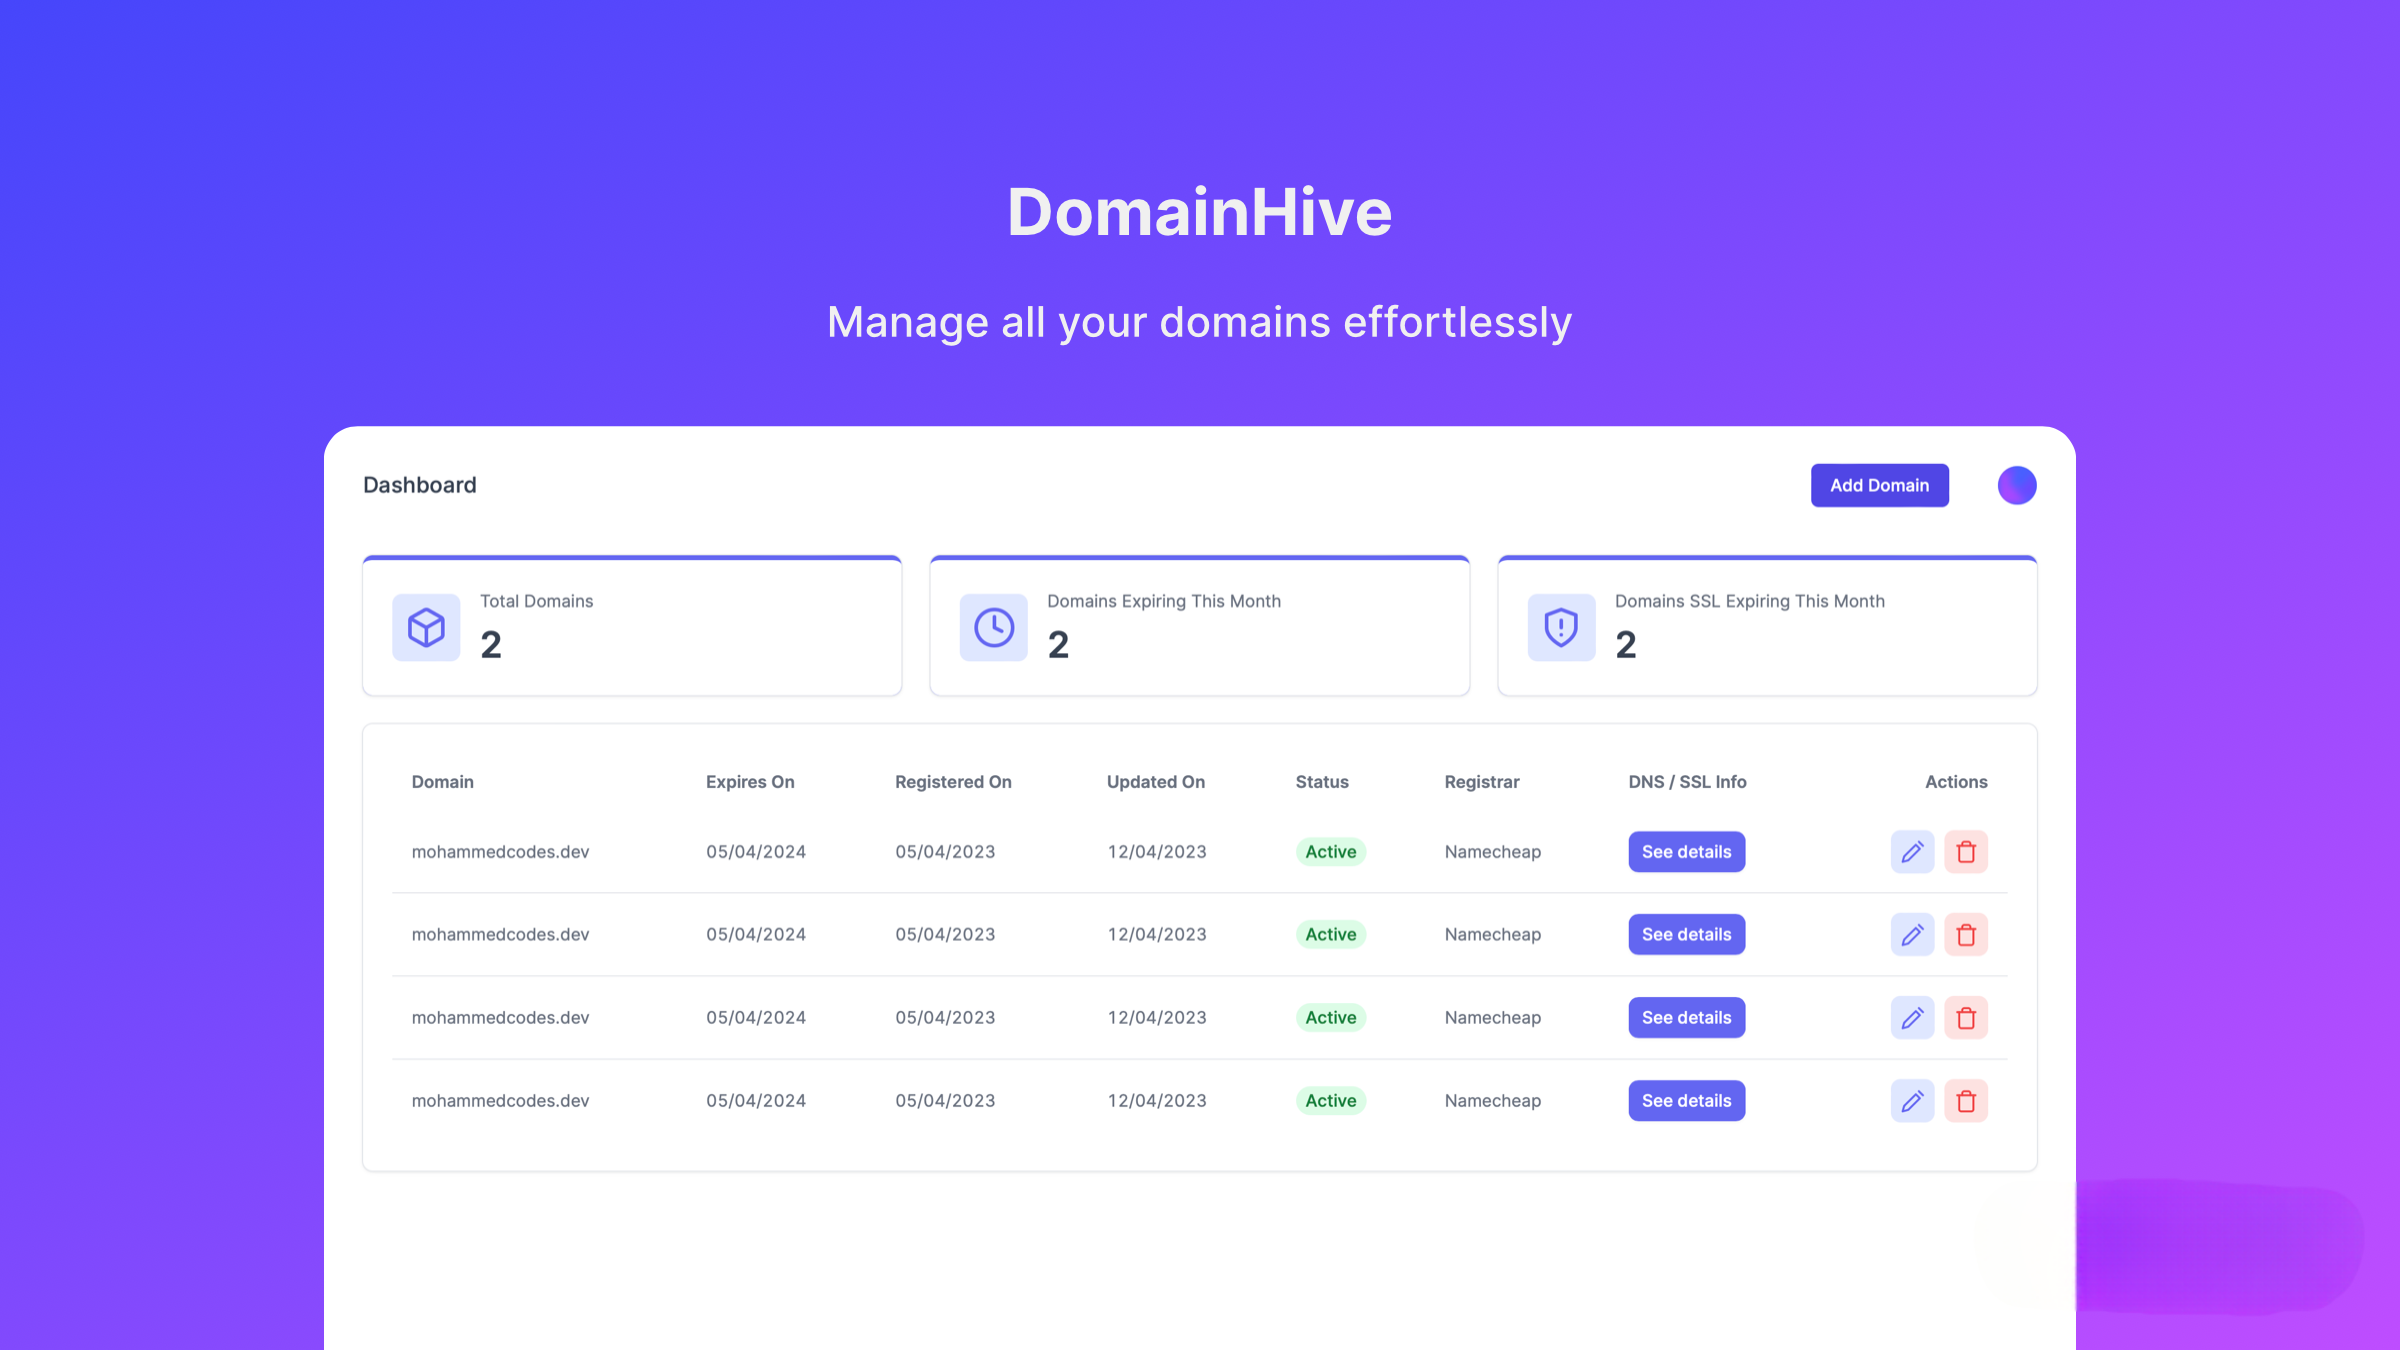 DomainHive
Manage all your domains effortlessly
Dashboard
Add Domain
Total Domains
2
Domains Expiring This Month
2
Domains SSL Expiring This Month
2
Domain Expires On Registered On Updated On Status Registrar DNS / SSL Info Actions
mohammedcodes.dev 05/04/2024 05/04/2023 12/04/2023 Active Namecheap See details
mohammedcodes.dev 05/04/2024 05/04/2023 12/04/2023 Active Namecheap See details
mohammedcodes.dev 05/04/2024 05/04/2023 12/04/2023 Active Namecheap See details
mohammedcodes.dev 05/04/2024 05/04/2023 12/04/2023 Active Namecheap See details